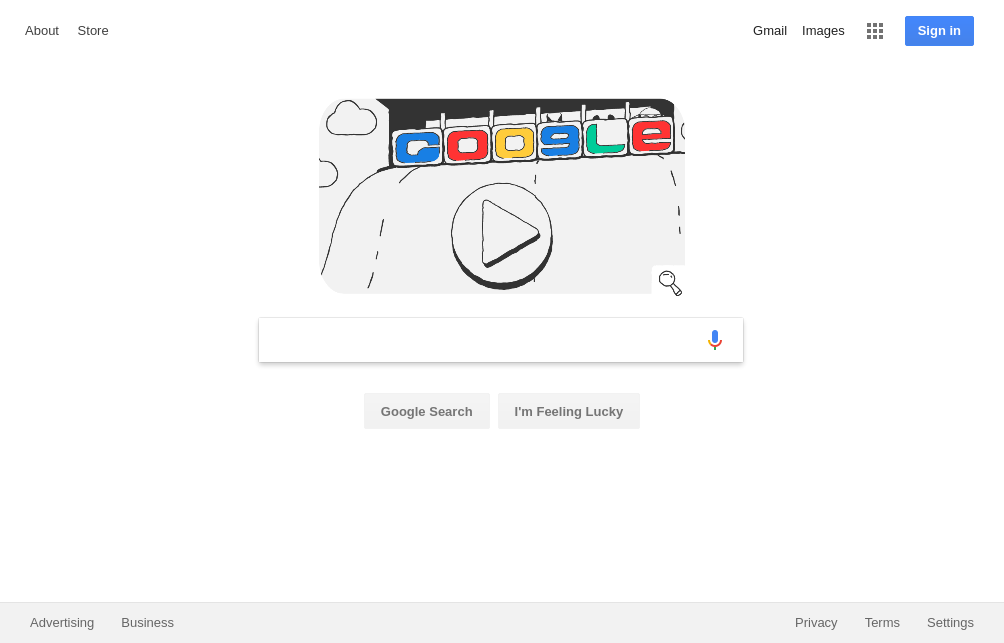 About Store Gmail Images Sign in
GOOGLe
Google Search I'm Feeling Lucky
Advertising Business Privacy Terms Settings